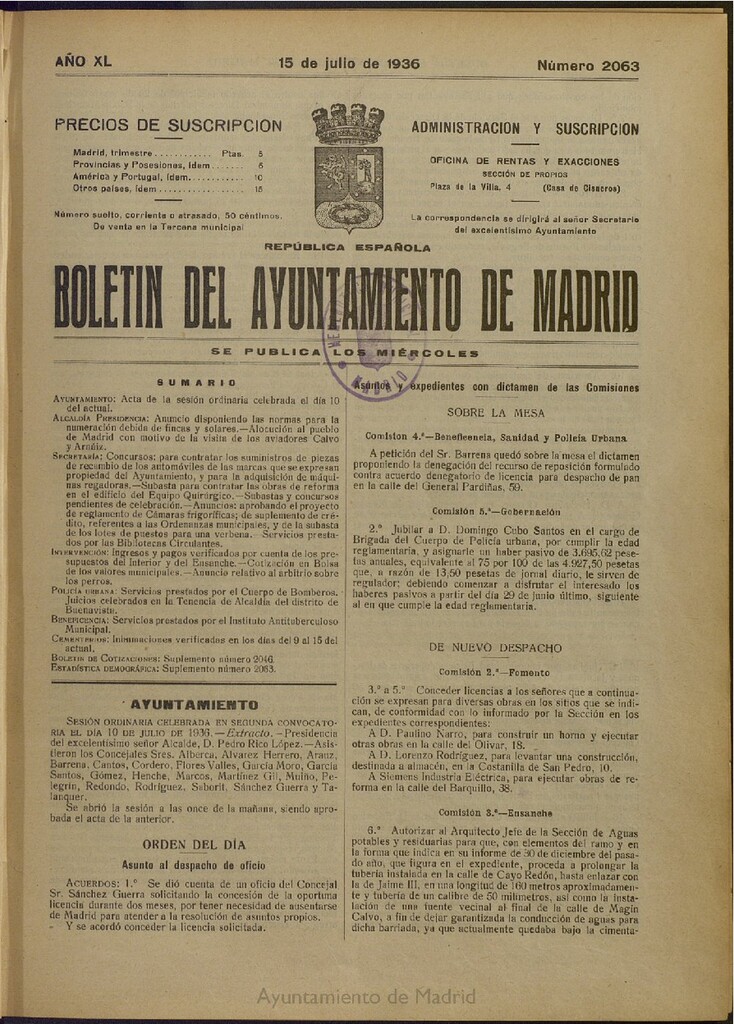 AÑO XL
15 de julio de 1936
Número 2063
PRECIOS DE SUSCRIPCION
Madrid, trimestre........... Ptas. 5
Provincias y Posesiones, ídem....... 6
América y Portugal, ídem............ 10
Otros países, ídem.................. 15
Número suelto, corriente o atrasado, 50 céntimos.
De venta en la Tercena municipal
ADMINISTRACION Y SUSCRIPCION
OFICINA DE RENTAS Y EXACCIONES
SECCIÓN DE PROPIOS
Plaza de la Villa, 4 (Casa de Cisneros)
La correspondencia se dirigirá al señor Secretario
del excelentísimo Ayuntamiento
REPÚBLICA ESPAÑOLA
BOLETIN DEL AYUNTAMIENTO DE MADRID
SE PUBLICA LOS MIÉRCOLES
MADRID
SUMARIO
AYUNTAMIENTO: Acta de la sesión ordinaria celebrada el día 10
del actual.
ALCALDÍA PRESIDENCIA: Anuncio disponiendo las normas para la
numeración debida de fincas y solares.—Alocución al pueblo
de Madrid con motivo de la visita de los aviadores Calvo
y Arnáiz.
SECRETARÍA: Concursos: para contratar los suministros de piezas
de recambio de los automóviles de las marcas que se expresan
propiedad del Ayuntamiento, y para la adquisición de máquinas
regadoras.—Subasta para contratar las obras de reforma
en el edificio del Equipo Quirúrgico.—Subastas y concursos
pendientes de celebración.—Anuncios: aprobando el proyecto
de reglamento de Cámaras frigoríficas; de suplemento de crédito,
referentes a las Ordenanzas municipales, y de la subasta
de los lotes de puestos para una verbena.—Servicios prestados
por las Bibliotecas Circulantes.
INTERVENCIÓN: Ingresos y pagos verificados por cuenta de los presupuestos
del Interior y del Ensanche.—Cotización en Bolsa
de los valores municipales.—Anuncio relativo al arbitrio sobre
los perros.
POLICÍA URBANA: Servicios prestados por el Cuerpo de Bomberos.
Juicios celebrados en la Tenencia de Alcaldía del distrito de
Buenavista.
BENEFICENCIA: Servicios prestados por el Instituto Antituberculoso
Municipal.
CEMENTERIOS: Inhumaciones verificadas en los días del 9 al 15 del
actual.
BOLETÍN DE COTIZACIONES: Suplemento número 2046.
ESTADÍSTICA DEMOGRÁFICA: Suplemento número 2063.
AYUNTAMIENTO
SESIÓN ORDINARIA CELEBRADA EN SEGUNDA CONVOCATORIA
EL DÍA 10 DE JULIO DE 1936.—Extracto.—Presidencia
del excelentísimo señor Alcalde, D. Pedro Rico López.—Asistieron
los Concejales Sres. Alberca, Alvarez Herrero, Arauz,
Barrena, Cantos, Cordero, Flores Valles, García Moro, García
Santos, Gómez, Henche, Marcos, Martínez Gil, Muiño, Pelegrín,
Redondo, Rodríguez, Saborit, Sánchez Guerra y Talanquer.
Se abrió la sesión a las once de la mañana, siendo aprobada
el acta de la anterior.
ORDEN DEL DÍA
Asunto al despacho de oficio
ACUERDOS: 1.º Se dió cuenta de un oficio del Concejal
Sr. Sánchez Guerra solicitando la concesión de la oportuna
licencia durante dos meses, por tener necesidad de ausentarse
de Madrid para atender a la resolución de asuntos propios.
Y se acordó conceder la licencia solicitada.
Asuntos y expedientes con dictamen de las Comisiones
SOBRE LA MESA
Comisión 4.ª—Beneficencia, Sanidad y Policía Urbana
A petición del Sr. Barrena quedó sobre la mesa el dictamen
proponiendo la denegación del recurso de reposición formulado
contra acuerdo denegatorio de licencia para despacho de pan
en la calle del General Pardiñas, 59.
Comisión 5.ª—Gobernación
2.º Jubilar a D. Domingo Cobo Santos en el cargo de
Brigada del Cuerpo de Policía urbana, por cumplir la edad
reglamentaria, y asignarle un haber pasivo de 3.695,62 pesetas
anuales, equivalente al 75 por 100 de las 4.927,50 pesetas
que, a razón de 13,50 pesetas de jornal diario, le sirven de
regulador; debiendo comenzar a disfrutar el interesado los
haberes pasivos a partir del día 29 de junio último, siguiente
al en que cumple la edad reglamentaria.
DE NUEVO DESPACHO
Comisión 2.ª—Fomento
3.º a 5.º Conceder licencias a los señores que a continuación
se expresan para diversas obras en los sitios que se indican,
de conformidad con lo informado por la Sección en los
expedientes correspondientes:
A D. Paulino Narro, para construir un horno y ejecutar
otras obras en la calle del Olivar, 18.
A D. Lorenzo Rodríguez, para levantar una construcción,
destinada a almacén, en la Costanilla de San Pedro, 10.
A Siemens Industria Eléctrica, para ejecutar obras de reforma
en la calle del Barquillo, 38.
Comisión 3.ª—Ensanche
6.º Autorizar al Arquitecto Jefe de la Sección de Aguas
potables y residuarias para que, con elementos del ramo y en
la forma que indica en su informe de 30 de diciembre del pasado
año, que figura en el expediente, proceda a prolongar la
tubería instalada en la calle de Cayo Redón, hasta enlazar con
la de Jaime III, en una longitud de 160 metros aproximadamente
y tubería de un calibre de 50 milímetros, así como la instalación
de una fuente vecinal al final de la calle de Magín
Calvo, a fin de dejar garantizada la conducción de aguas para
dicha barriada, ya que actualmente quedaba bajo la cimenta-
Ayuntamiento de Madrid